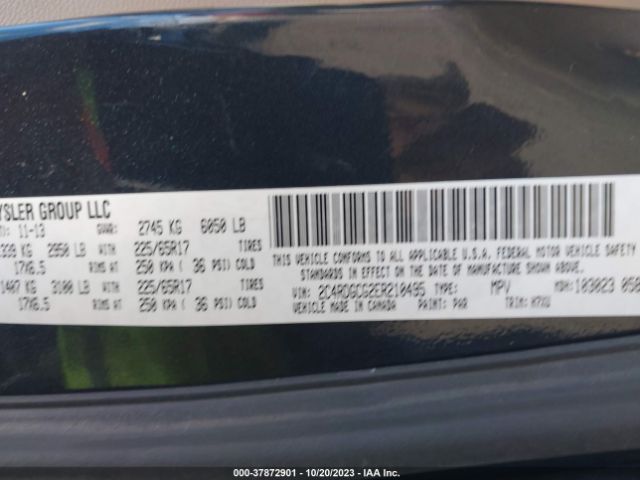 YSLER GROUP LLC
11-13 GVWR: 2745 KG 6050 LB
KG 2950 LB WITH 225/65R17 TIRES
17X6.5 RIMS AT 250 KPA ( 36 PSI) COLD
1407 KG 3100 LB WITH 225/65R17 TIRES
17X6.5 RIMS AT 250 KPA ( 36 PSI) COLD
THIS VEHICLE CONFORMS TO ALL APPLICABLE U.S.A. FEDERAL MOTOR VEHICLE SAFETY
STANDARDS IN EFFECT ON THE DATE OF MANUFACTURE SHOWN ABOVE.
VIN: 2C4RDGCG2ER210495 TYPE: MPV MDH: 103023 050
VEHICLE MADE IN CANADA PAINT: PAR TRIM: H7XU
000-37872901 - 10/20/2023 - IAA Inc.